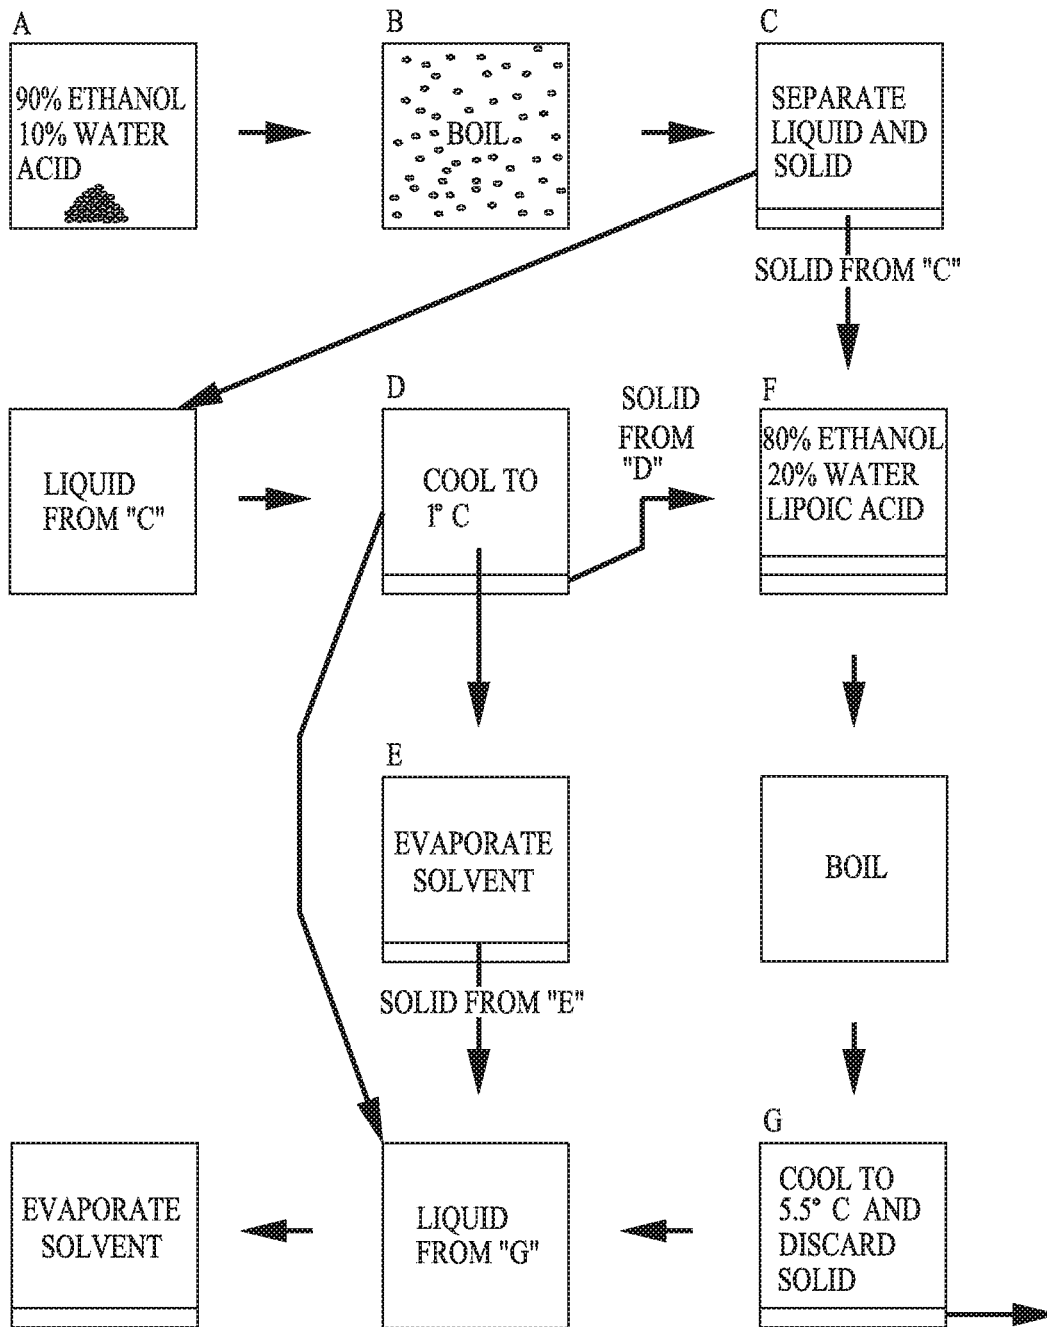 A
90% ETHANOL
10% WATER
ACID
B
BOIL
C
SEPARATE
LIQUID AND
SOLID
SOLID FROM "C"
LIQUID
FROM "C"
D
COOL TO
1° C
SOLID
FROM
"D"
F
80% ETHANOL
20% WATER
LIPOIC ACID
E
EVAPORATE
SOLVENT
SOLID FROM "E"
BOIL
EVAPORATE
SOLVENT
LIQUID
FROM "G"
G
COOL TO
5.5° C AND
DISCARD
SOLID